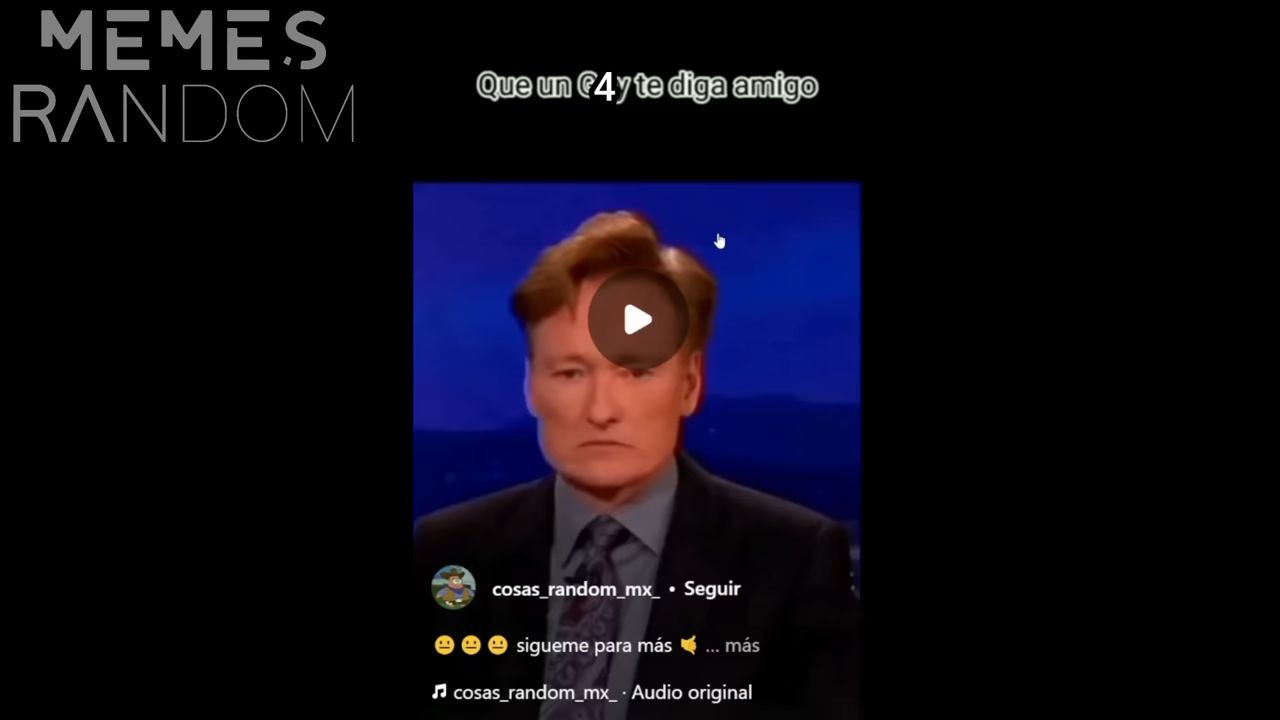 MEMES
RANDOM
Que un G4y te diga amigo
cosas_random_mx_ • Seguir
😐😐😐 sigueme para más 🤙 ... más
cosas_random_mx_ · Audio original